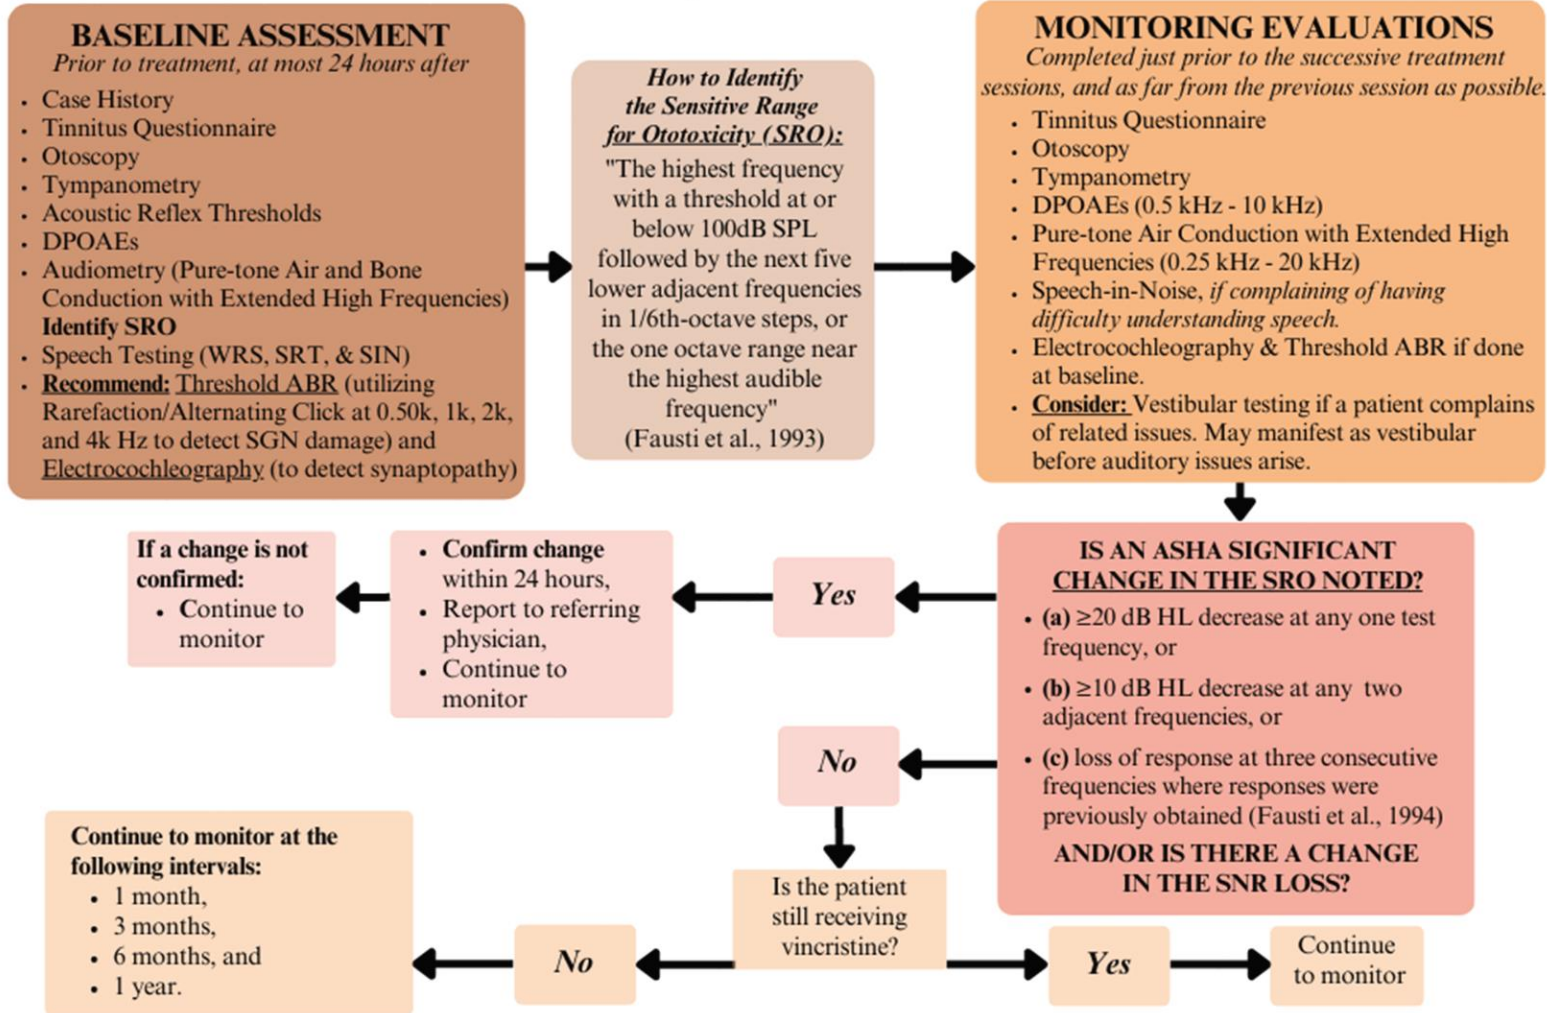 BASELINE ASSESSMENT
Prior to treatment, at most 24 hours after
• Case History
• Tinnitus Questionnaire
• Otoscopy
• Tympanometry
• Acoustic Reflex Thresholds
• DPOAEs
• Audiometry (Pure-tone Air and Bone
Conduction with Extended High Frequencies)
Identify SRO
• Speech Testing (WRS, SRT, & SIN)
• Recommend: Threshold ABR (utilizing
Rarefaction/Alternating Click at 0.50k, 1k, 2k,
and 4k Hz to detect SGN damage) and
Electrocochleography (to detect synaptopathy)
How to Identify
the Sensitive Range
for Ototoxicity (SRO):
"The highest frequency
with a threshold at or
below 100dB SPL
followed by the next five
lower adjacent frequencies
in 1/6th-octave steps, or
the one octave range near
the highest audible
frequency"
(Fausti et al., 1993)
MONITORING EVALUATIONS
Completed just prior to the successive treatment
sessions, and as far from the previous session as possible.
• Tinnitus Questionnaire
• Otoscopy
• Tympanometry
• DPOAEs (0.5 kHz - 10 kHz)
• Pure-tone Air Conduction with Extended High
Frequencies (0.25 kHz - 20 kHz)
• Speech-in-Noise, if complaining of having
difficulty understanding speech.
• Electrocochleography & Threshold ABR if done
at baseline.
• Consider: Vestibular testing if a patient complains
of related issues. May manifest as vestibular
before auditory issues arise.
IS AN ASHA SIGNIFICANT
CHANGE IN THE SRO NOTED?
• (a) ≥20 dB HL decrease at any one test
frequency, or
• (b) ≥10 dB HL decrease at any two
adjacent frequencies, or
• (c) loss of response at three consecutive
frequencies where responses were
previously obtained (Fausti et al., 1994)
AND/OR IS THERE A CHANGE
IN THE SNR LOSS?
Yes
• Confirm change
within 24 hours,
• Report to referring
physician,
• Continue to
monitor
If a change is not
confirmed:
• Continue to
monitor
No
Is the patient
still receiving
vincristine?
No
Continue to monitor at the
following intervals:
• 1 month,
• 3 months,
• 6 months, and
• 1 year.
Yes
Continue
to monitor